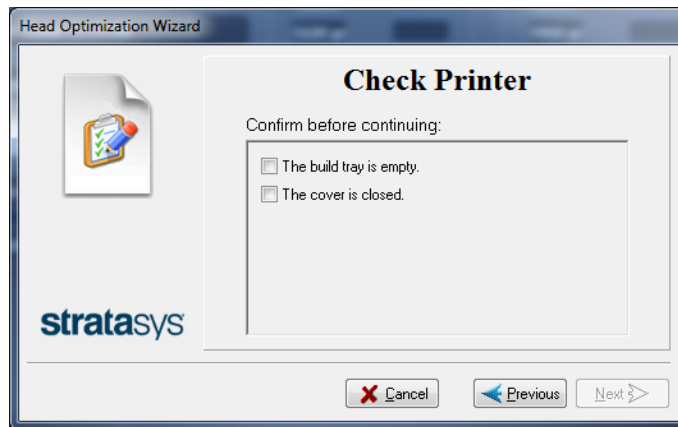 Head Optimization Wizard
Check Printer
Confirm before continuing:
The build tray is empty.
The cover is closed.
stratasys
Cancel
Previous
Next